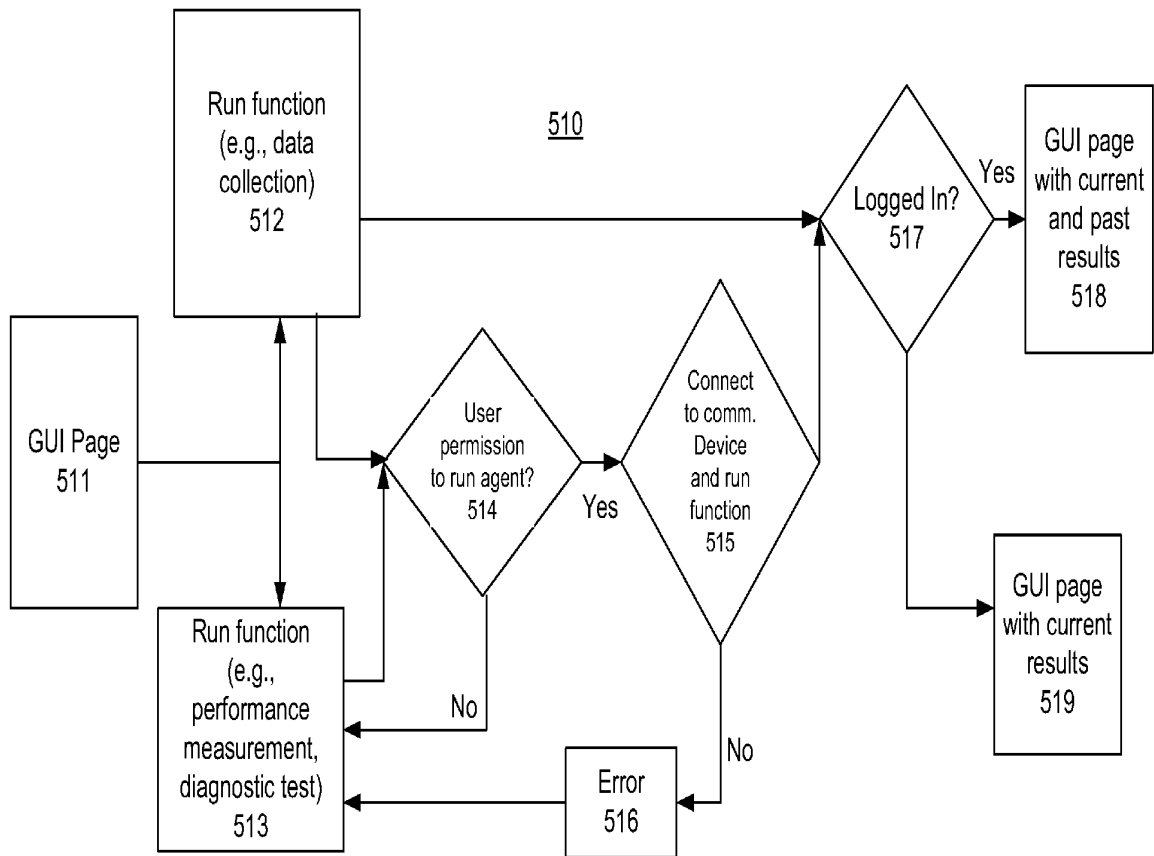 Run function
(e.g., data
collection)
512
510
Logged In?
517
Yes
GUI page
with current
and past
results
518
GUI Page
511
User
permission
to run agent?
514
Yes
Connect
to comm.
Device
and run
function
515
Run function
(e.g.,
performance
measurement,
diagnostic test)
513
No
Error
516
No
GUI page
with current
results
519